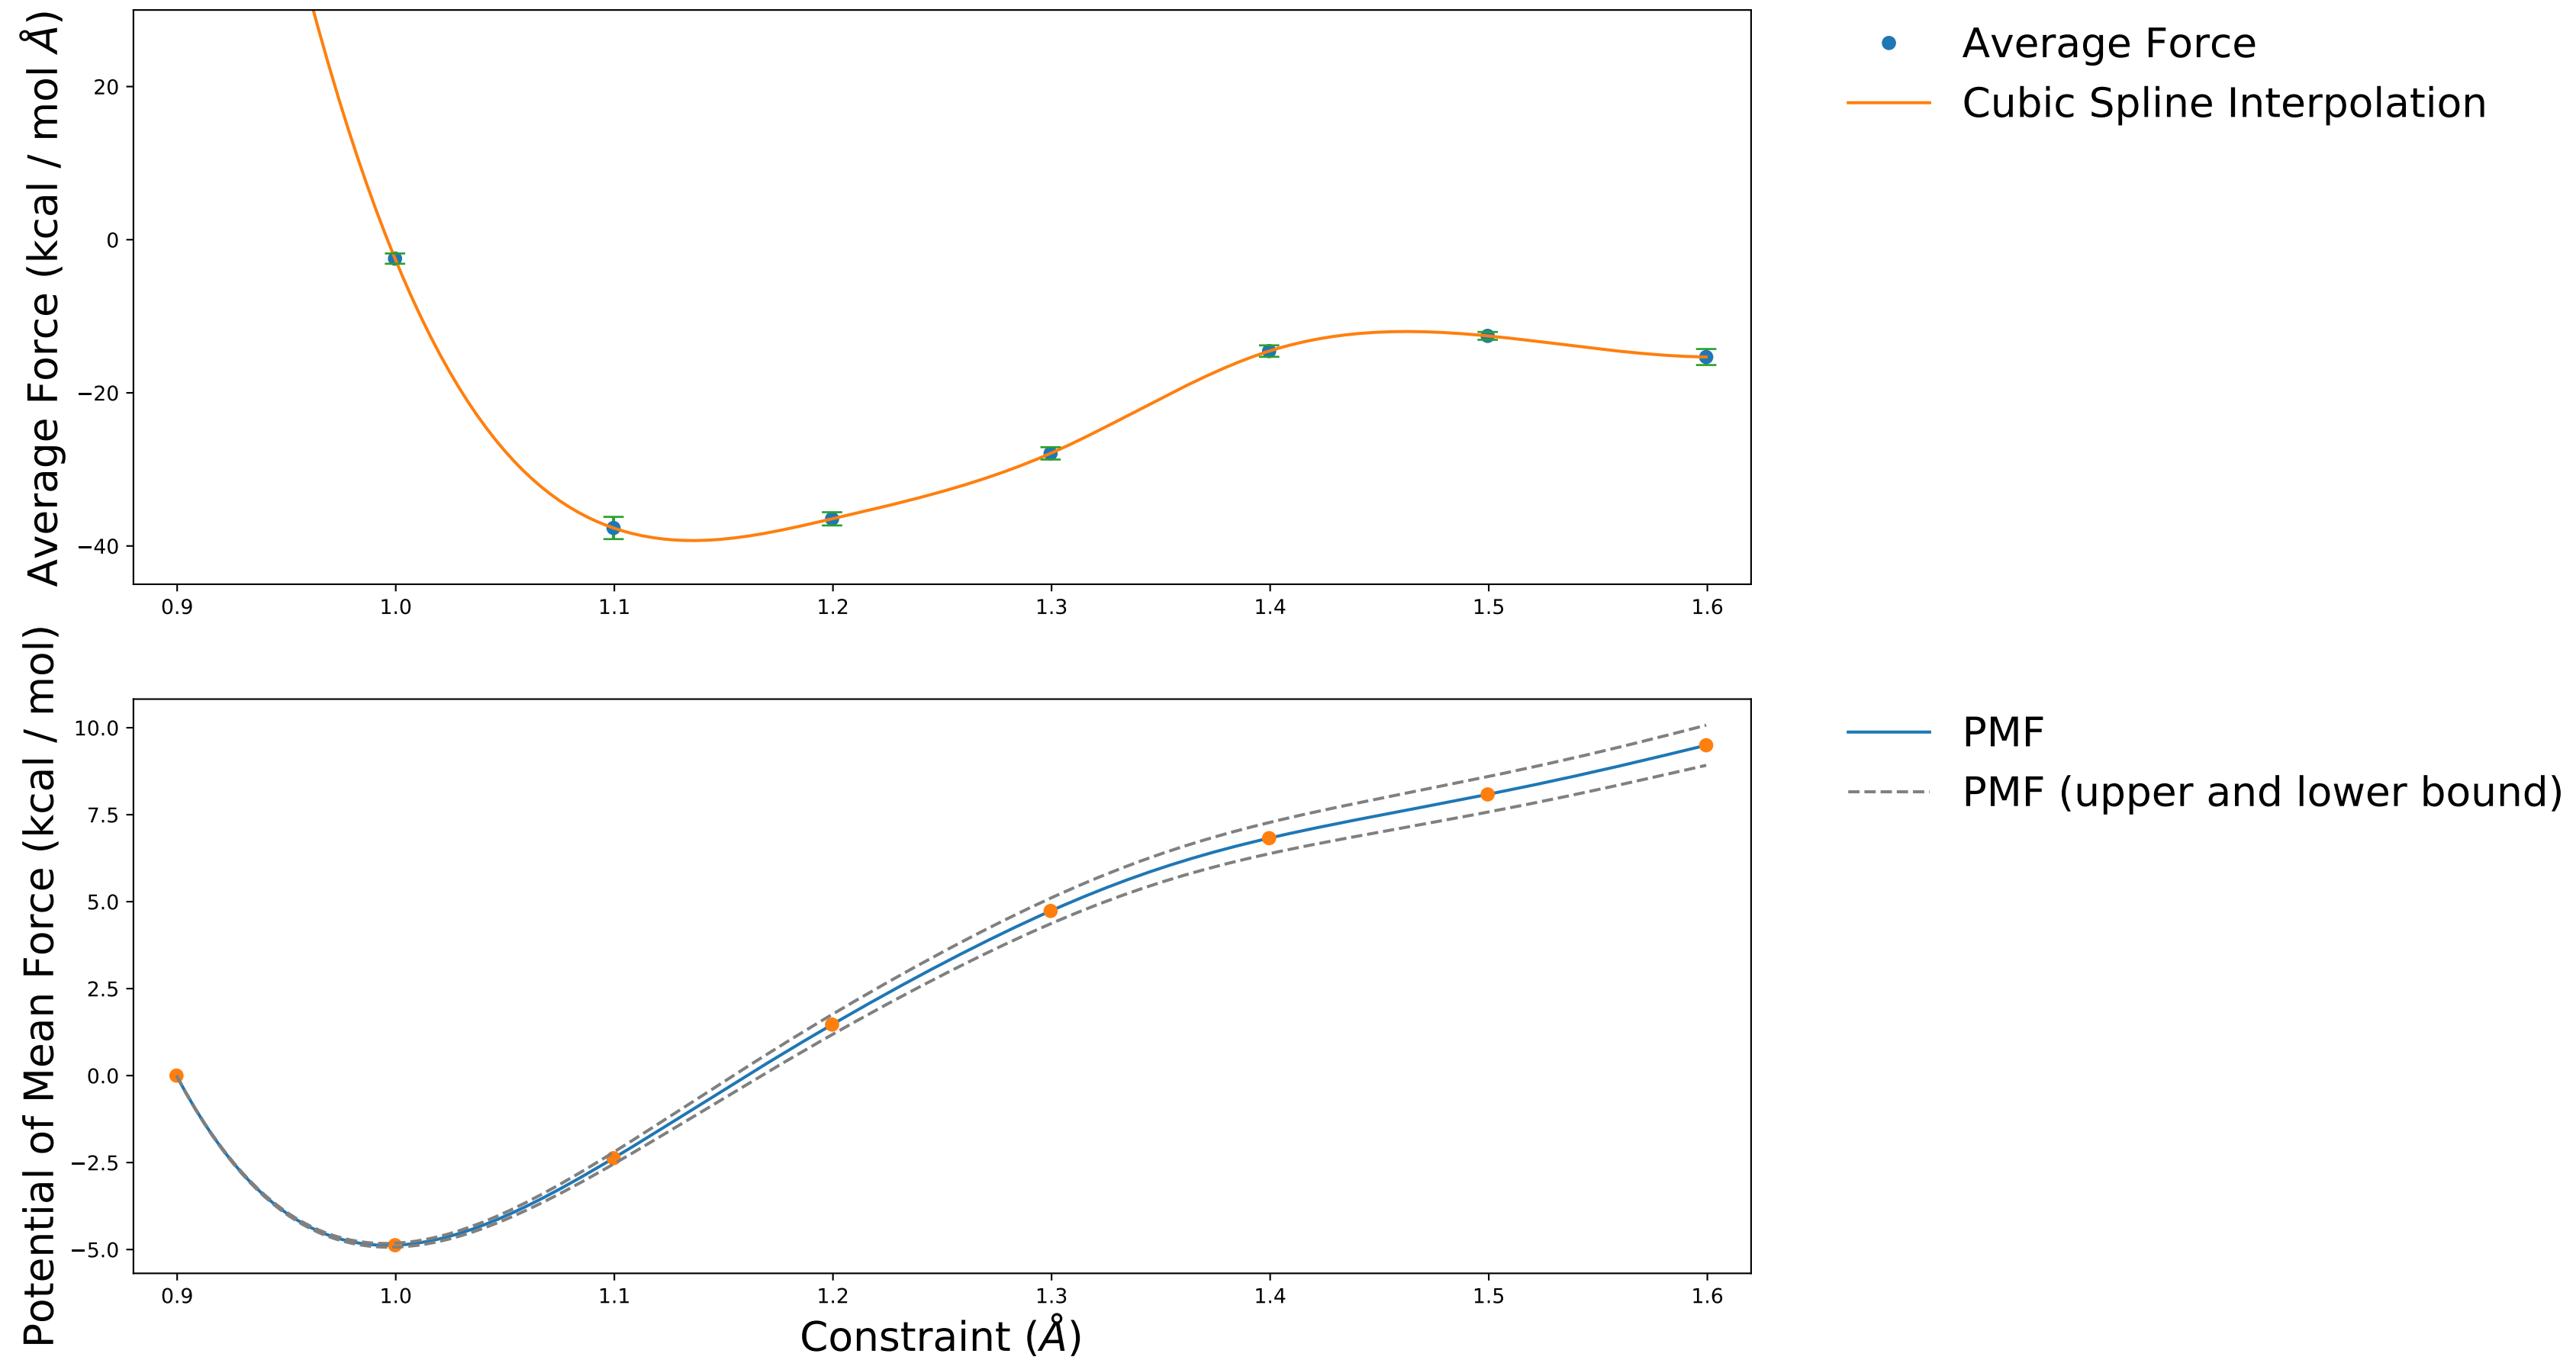 Average Force (kcal / mol Å)
20
0
−20
−40
0.9 1.0 1.1 1.2 1.3 1.4 1.5 1.6
Average Force
Cubic Spline Interpolation
Potential of Mean Force (kcal / mol)
10.0
7.5
5.0
2.5
0.0
−2.5
−5.0
0.9 1.0 1.1 1.2 1.3 1.4 1.5 1.6
Constraint (Å)
PMF
PMF (upper and lower bound)